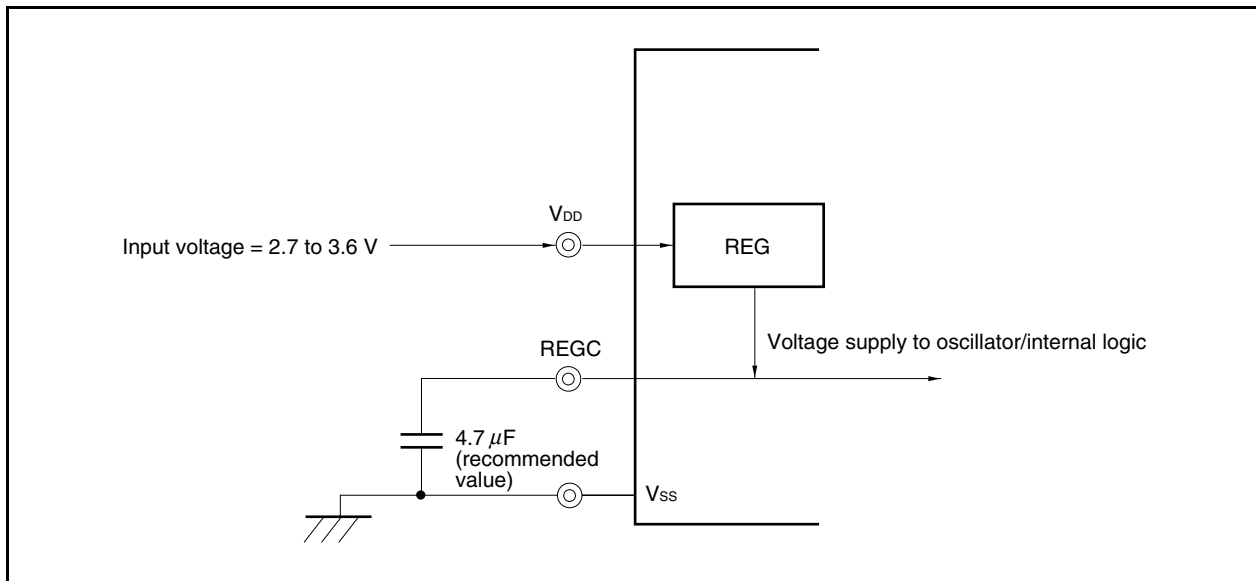 VDD
Input voltage = 2.7 to 3.6 V
REG
Voltage supply to oscillator/internal logic
REGC
4.7 μF
(recommended
value)
VSS